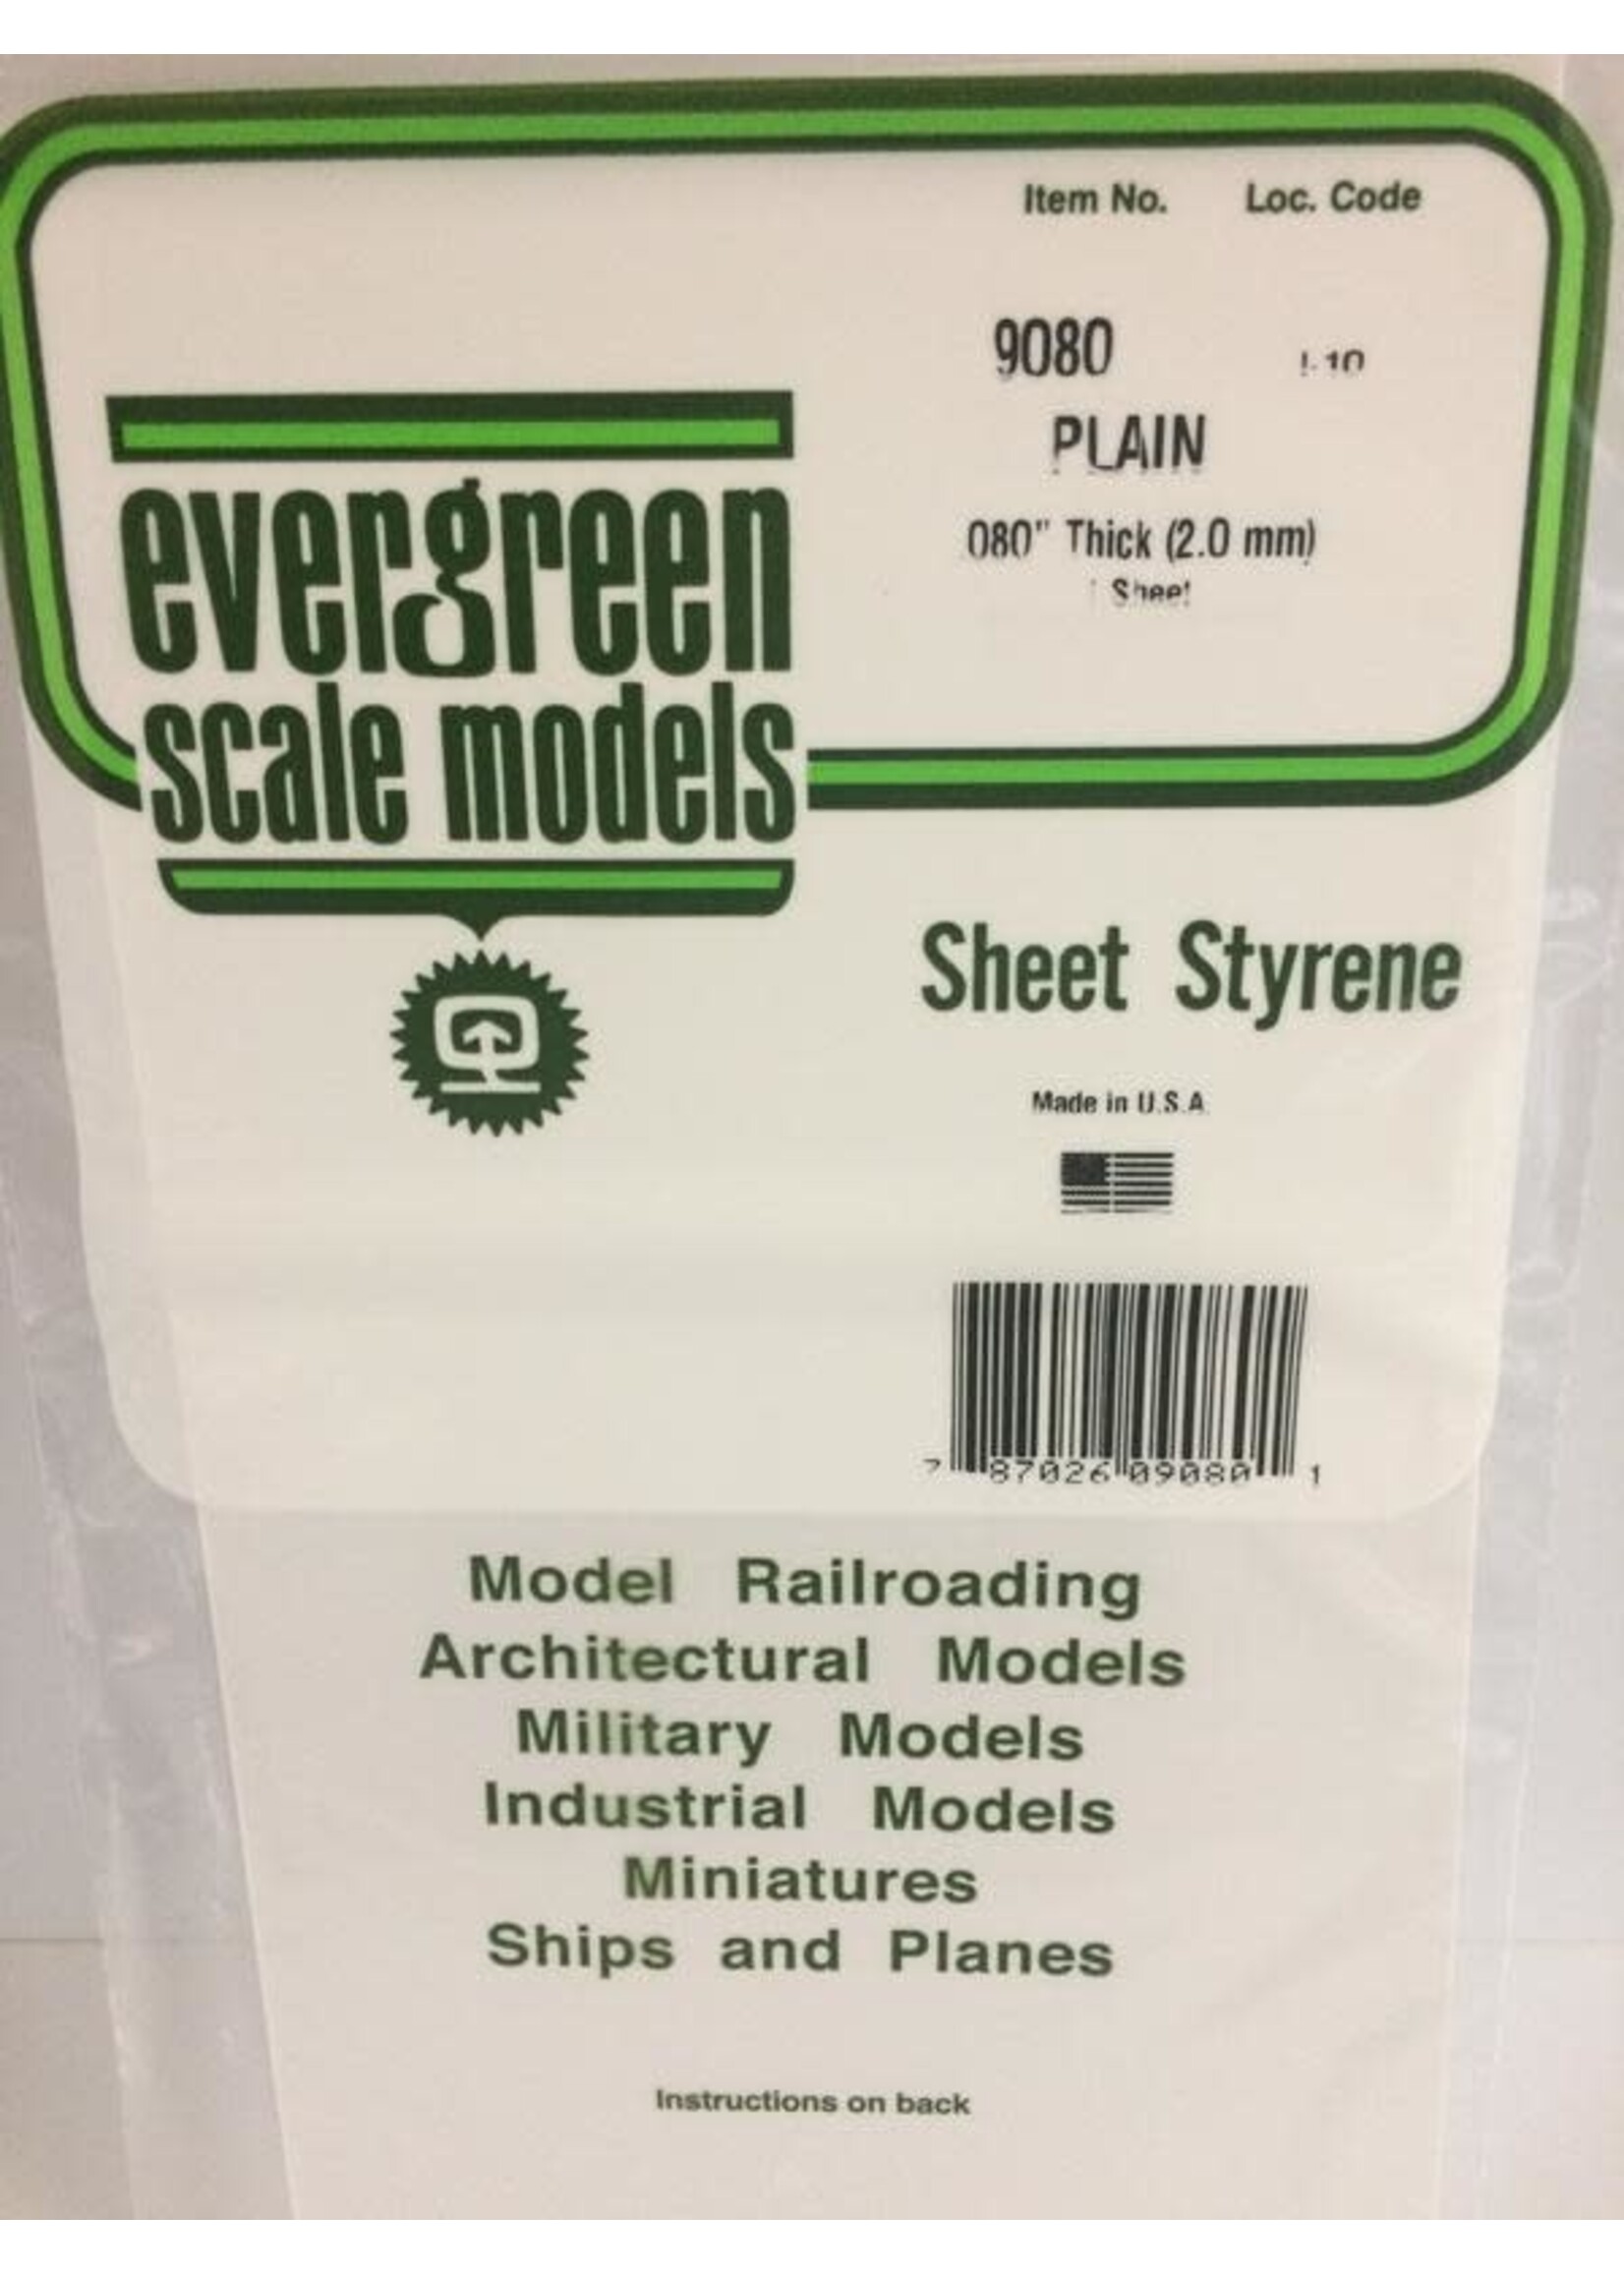 Item No. Loc. Code
9080
PLAIN
080" Thick (2.0 mm)
Sheet
evergreen
scale models
Sheet Styrene
Made in U.S.A
7 87026 09080 1
Model Railroading
Architectural Models
Military Models
Industrial Models
Miniatures
Ships and Planes
Instructions on back